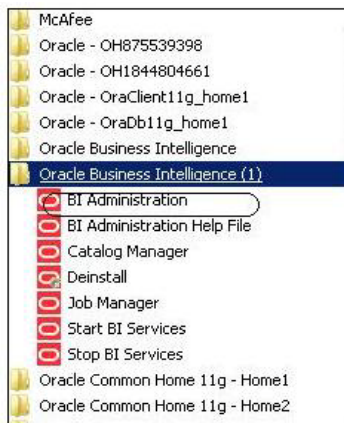 McAfee
Oracle - OH875539398
Oracle - OH1844804661
Oracle - OraClient11g_home1
Oracle - OraDb11g_home1
Oracle Business Intelligence
Oracle Business Intelligence (1)
BI Administration
BI Administration Help File
Catalog Manager
Deinstall
Job Manager
Start BI Services
Stop BI Services
Oracle Common Home 11g - Home1
Oracle Common Home 11g - Home2